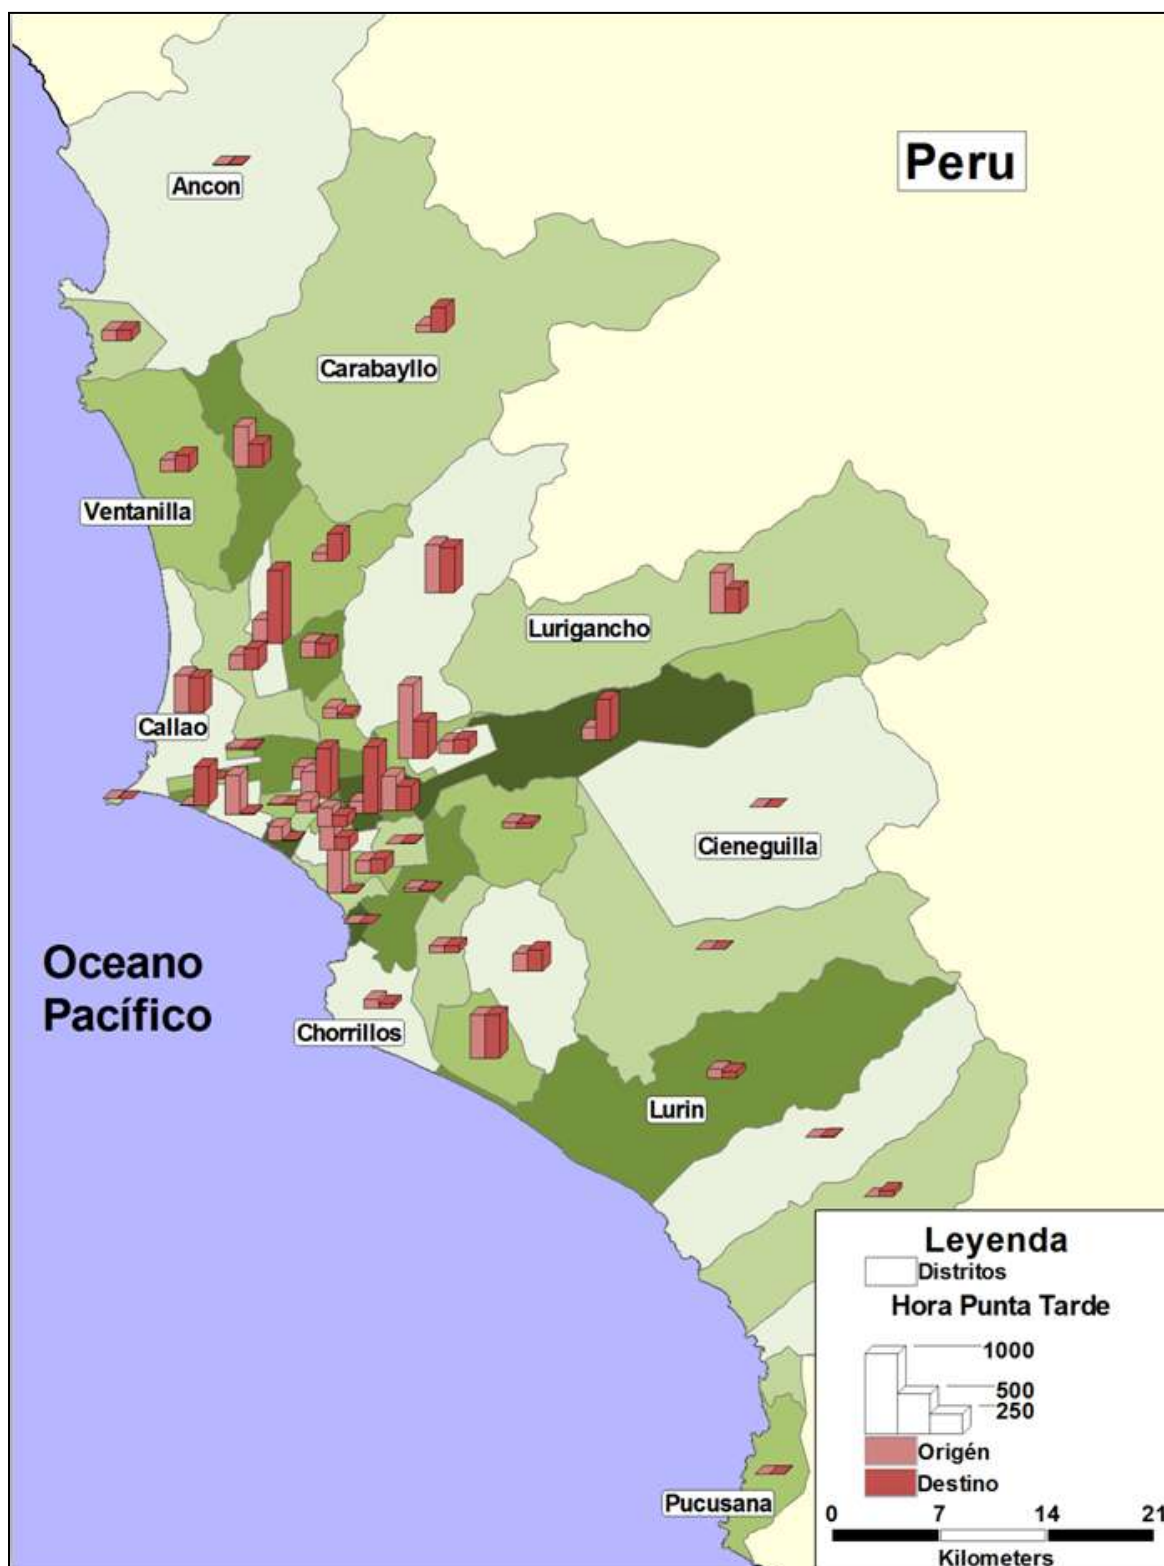 Peru
Ancon
Carabayllo
Ventanilla
Lurigancho
Callao
Cieneguilla
Oceano
Pacífico
Chorrillos
Lurin
Leyenda
Distritos
Hora Punta Tarde
1000
500
250
Origén
Destino
Pucusana
0 7 14 21
Kilometers